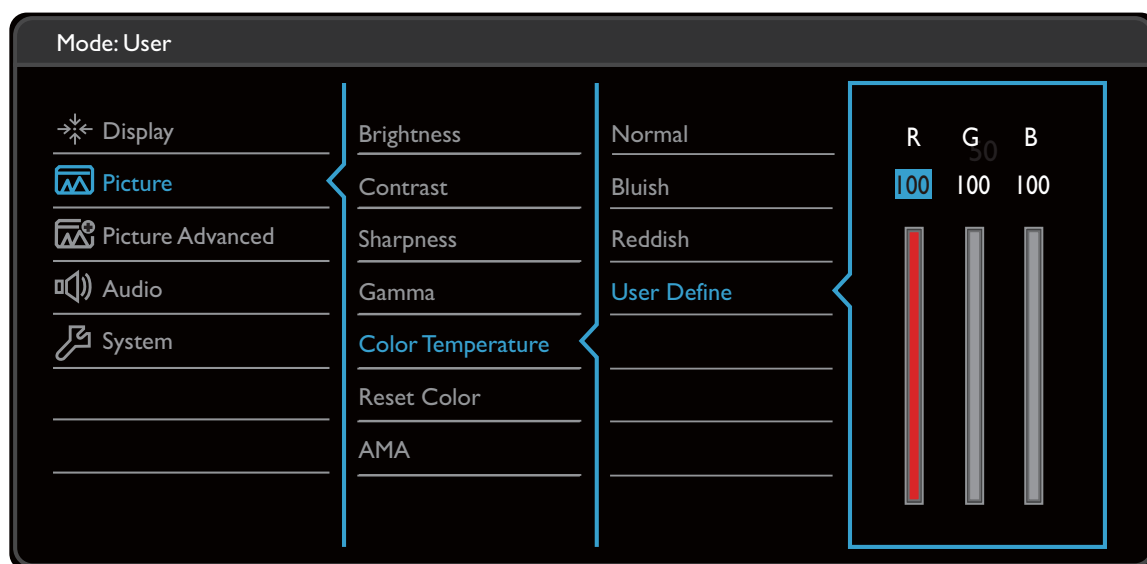 Mode: User
Display
Picture
Picture Advanced
Audio
System
Brightness
Contrast
Sharpness
Gamma
Color Temperature
Reset Color
AMA
Normal
Bluish
Reddish
User Define
R G B
50
100 100 100